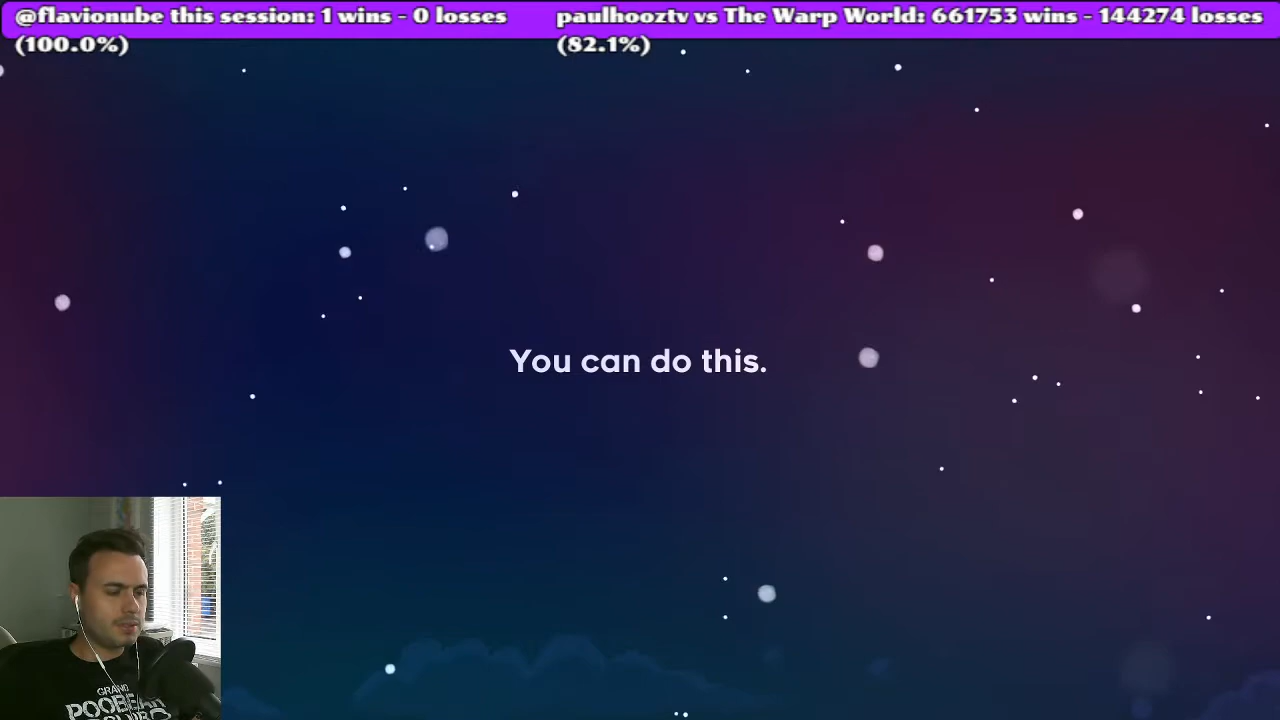 @flavionube this session: 1 wins - 0 losses
(100.0%)
paulhooztv vs The Warp World: 661753 wins - 144274 losses
(82.1%)
You can do this.
GRAND